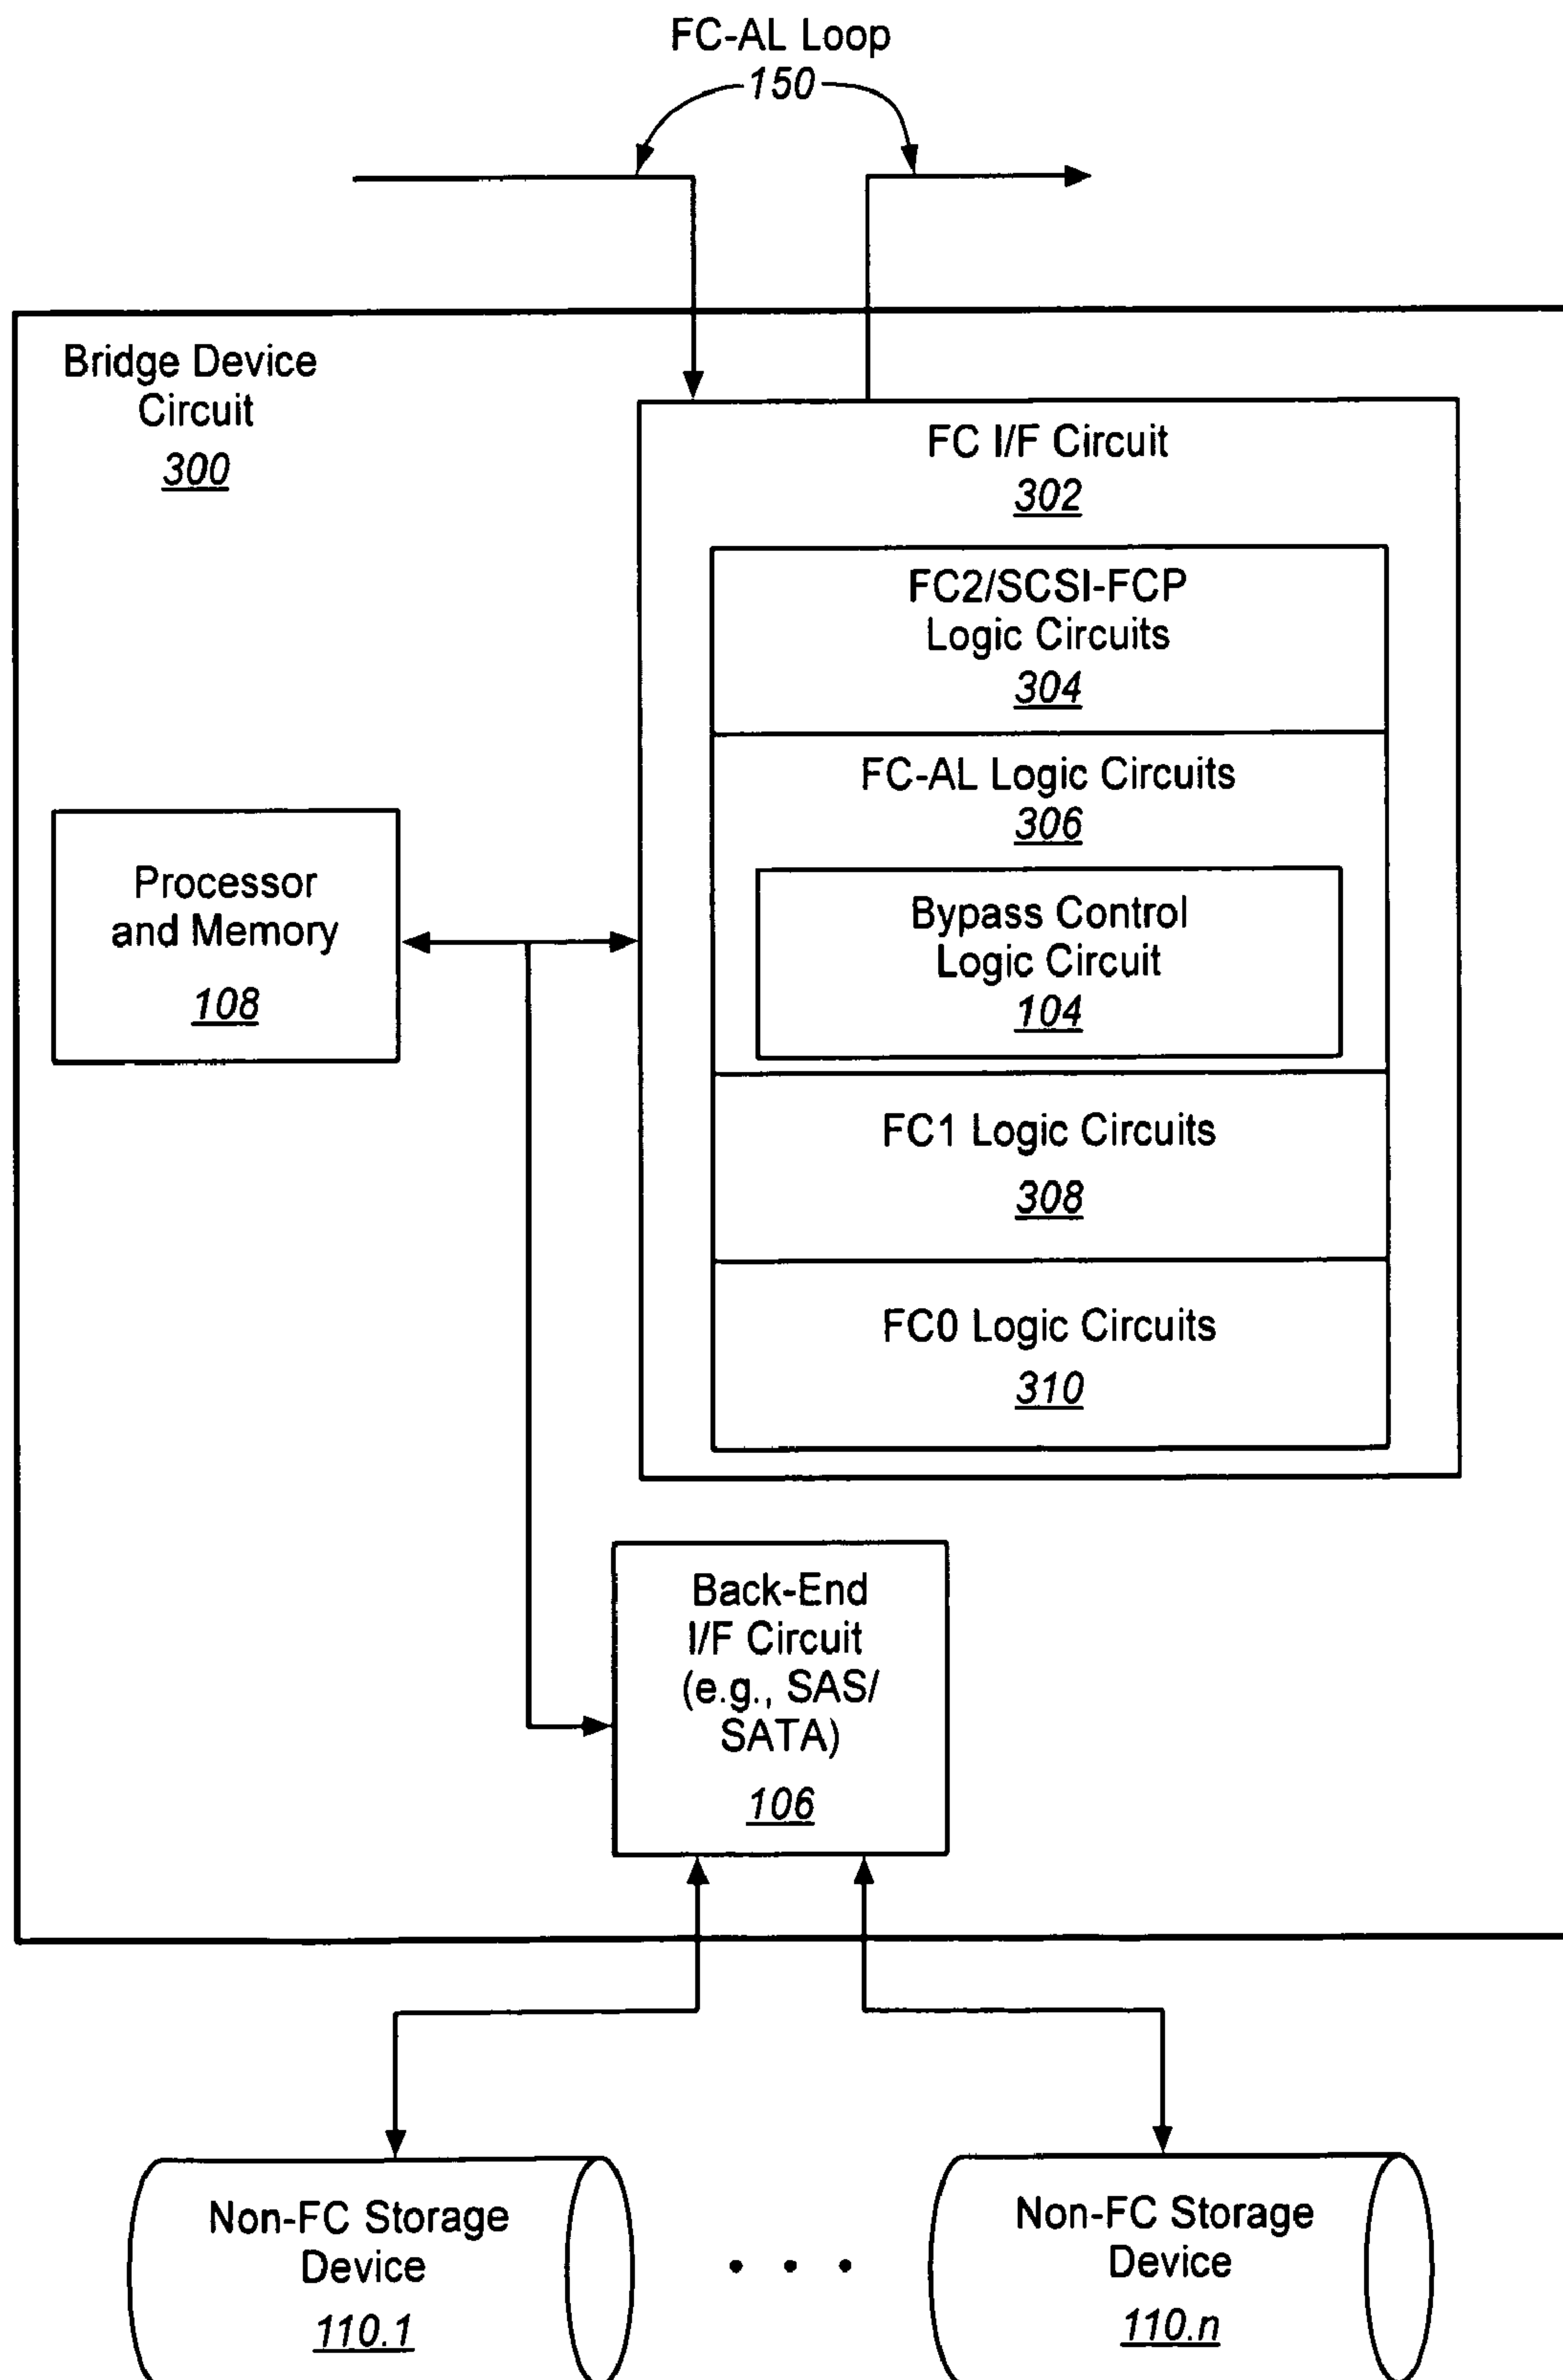 FC-AL Loop
150
Bridge Device
Circuit
300
FC I/F Circuit
302
FC2/SCSI-FCP
Logic Circuits
304
FC-AL Logic Circuits
306
Bypass Control
Logic Circuit
104
Processor
and Memory
108
FC1 Logic Circuits
308
FC0 Logic Circuits
310
Back-End
I/F Circuit
(e.g., SAS/
SATA)
106
Non-FC Storage
Device
110.1
Non-FC Storage
Device
110.n